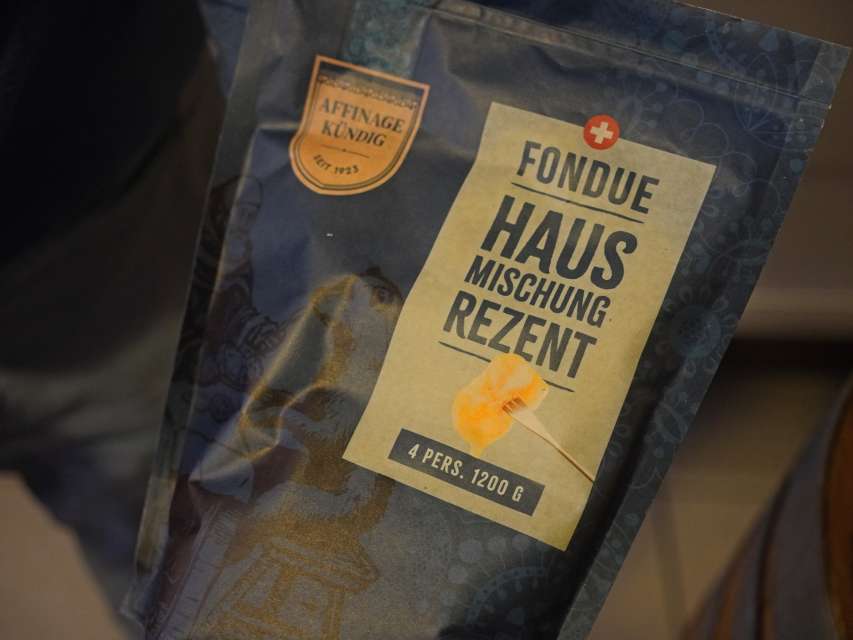 AFFINAGE
KÜNDIG
SEIT 1923
FONDUE
HAUS
MISCHUNG
REZENT
4 PERS. 1200 G